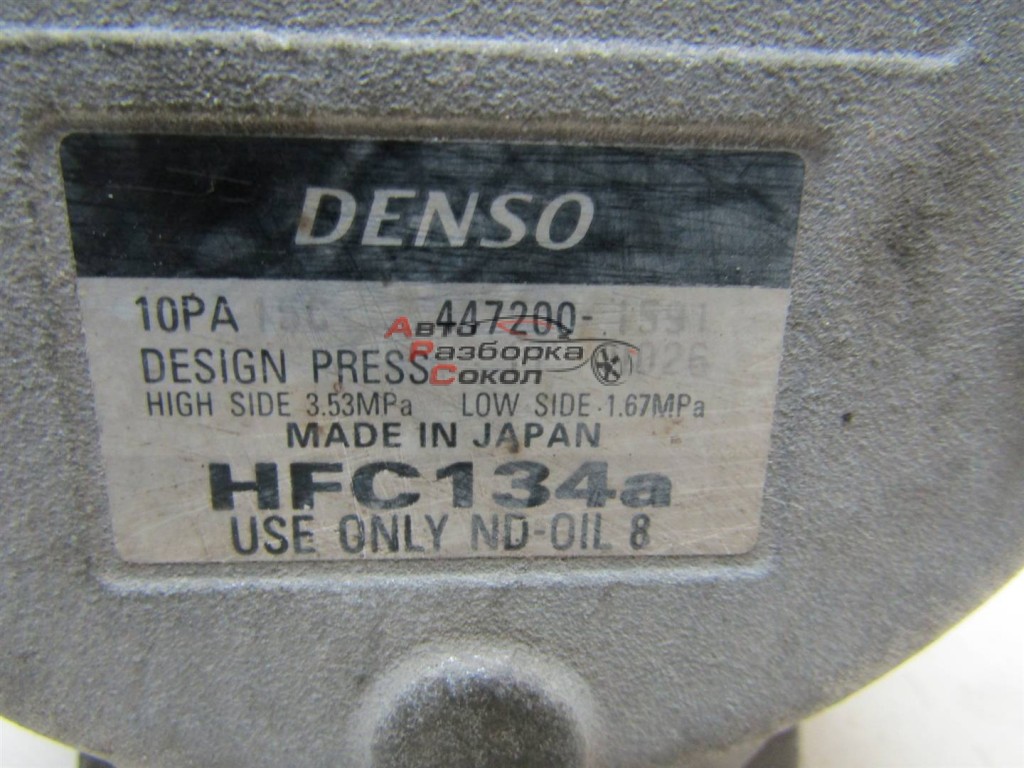 DENSO
10PA 15C 447200-
DESIGN PRESS
HIGH SIDE 3.53MPa LOW SIDE 1.67MPa
MADE IN JAPAN
HFC134a
USE ONLY ND-OIL 8
Авто
Разборка
Сокол